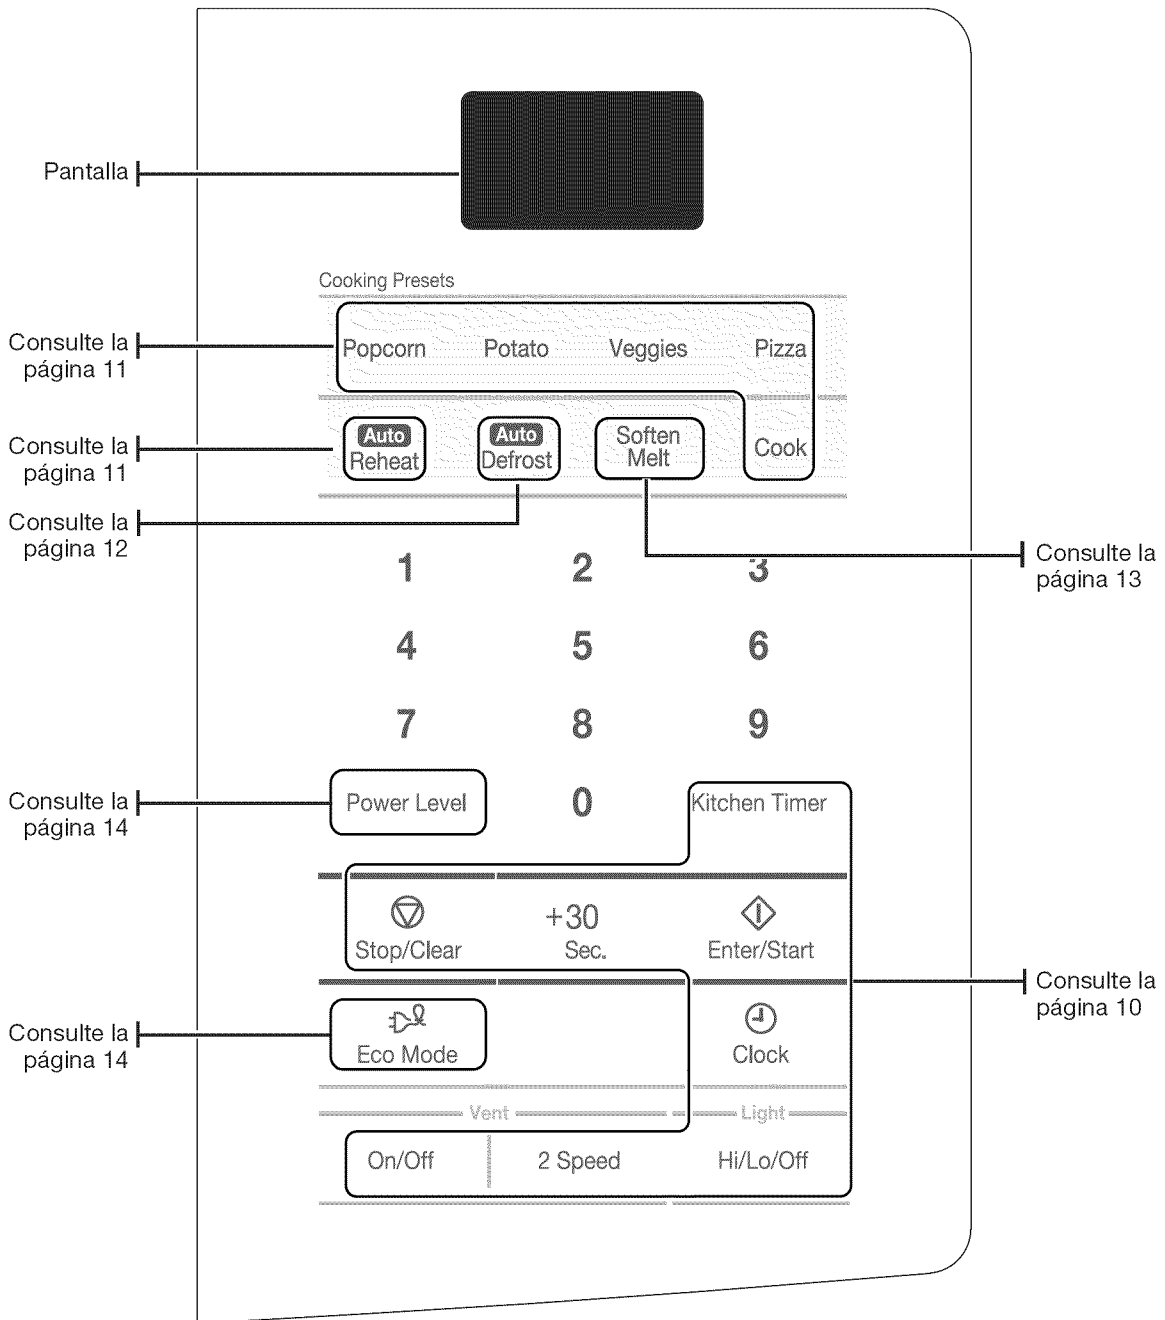 Pantalla
Cooking Presets
Consulte la
página 11
Popcorn Potato Veggies Pizza
Consulte la
página 11
Auto
Reheat
Auto
Defrost
Soften
Melt
Cook
Consulte la
página 12
Consulte la
página 13
1 2 3
4 5 6
7 8 9
Consulte la
página 14
Power Level 0 Kitchen Timer
Stop/Clear
+30
Sec.
Enter/Start
Consulte la
página 10
Consulte la
página 14
Eco Mode
Clock
Vent Light
On/Off 2 Speed Hi/Lo/Off